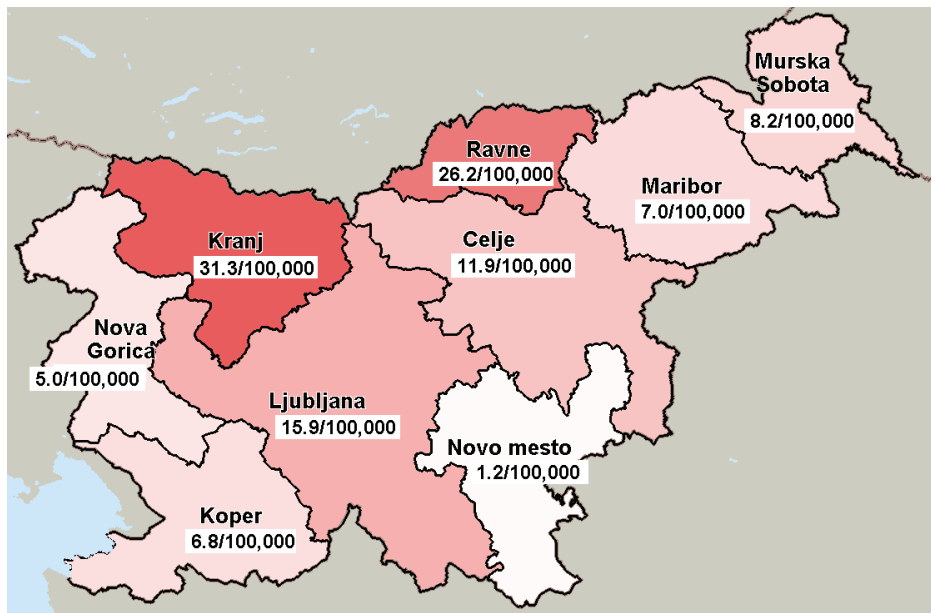 Murska
Sobota
8.2/100,000
Ravne
26.2/100,000
Maribor
7.0/100,000
Kranj
31.3/100,000
Celje
11.9/100,000
Nova
Gorica
5.0/100,000
Ljubljana
15.9/100,000
Novo mesto
1.2/100,000
Koper
6.8/100,000